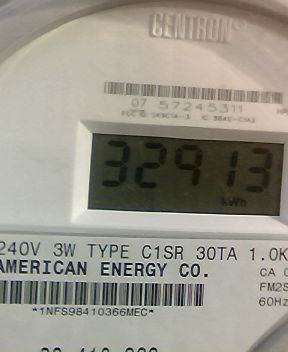 CENTRON
07 57245311
32913
kWh
240V 3W TYPE C1SR 30TA 1.0K
AMERICAN ENERGY CO.
CA
FM2S
60Hz
*1NFS98410366MEC*